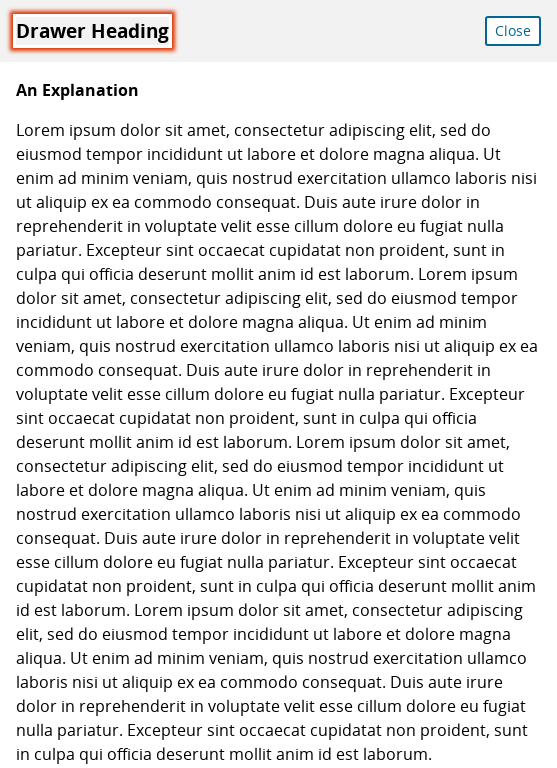 Drawer Heading
Close
An Explanation
Lorem ipsum dolor sit amet, consectetur adipiscing elit, sed do
eiusmod tempor incididunt ut labore et dolore magna aliqua. Ut
enim ad minim veniam, quis nostrud exercitation ullamco laboris nisi
ut aliquip ex ea commodo consequat. Duis aute irure dolor in
reprehenderit in voluptate velit esse cillum dolore eu fugiat nulla
pariatur. Excepteur sint occaecat cupidatat non proident, sunt in
culpa qui officia deserunt mollit anim id est laborum. Lorem ipsum
dolor sit amet, consectetur adipiscing elit, sed do eiusmod tempor
incididunt ut labore et dolore magna aliqua. Ut enim ad minim
veniam, quis nostrud exercitation ullamco laboris nisi ut aliquip ex ea
commodo consequat. Duis aute irure dolor in reprehenderit in
voluptate velit esse cillum dolore eu fugiat nulla pariatur. Excepteur
sint occaecat cupidatat non proident, sunt in culpa qui officia
deserunt mollit anim id est laborum. Lorem ipsum dolor sit amet,
consectetur adipiscing elit, sed do eiusmod tempor incididunt ut
labore et dolore magna aliqua. Ut enim ad minim veniam, quis
nostrud exercitation ullamco laboris nisi ut aliquip ex ea commodo
consequat. Duis aute irure dolor in reprehenderit in voluptate velit
esse cillum dolore eu fugiat nulla pariatur. Excepteur sint occaecat
cupidatat non proident, sunt in culpa qui officia deserunt mollit anim
id est laborum. Lorem ipsum dolor sit amet, consectetur adipiscing
elit, sed do eiusmod tempor incididunt ut labore et dolore magna
aliqua. Ut enim ad minim veniam, quis nostrud exercitation ullamco
laboris nisi ut aliquip ex ea commodo consequat. Duis aute irure
dolor in reprehenderit in voluptate velit esse cillum dolore eu fugiat
nulla pariatur. Excepteur sint occaecat cupidatat non proident, sunt
in culpa qui officia deserunt mollit anim id est laborum.